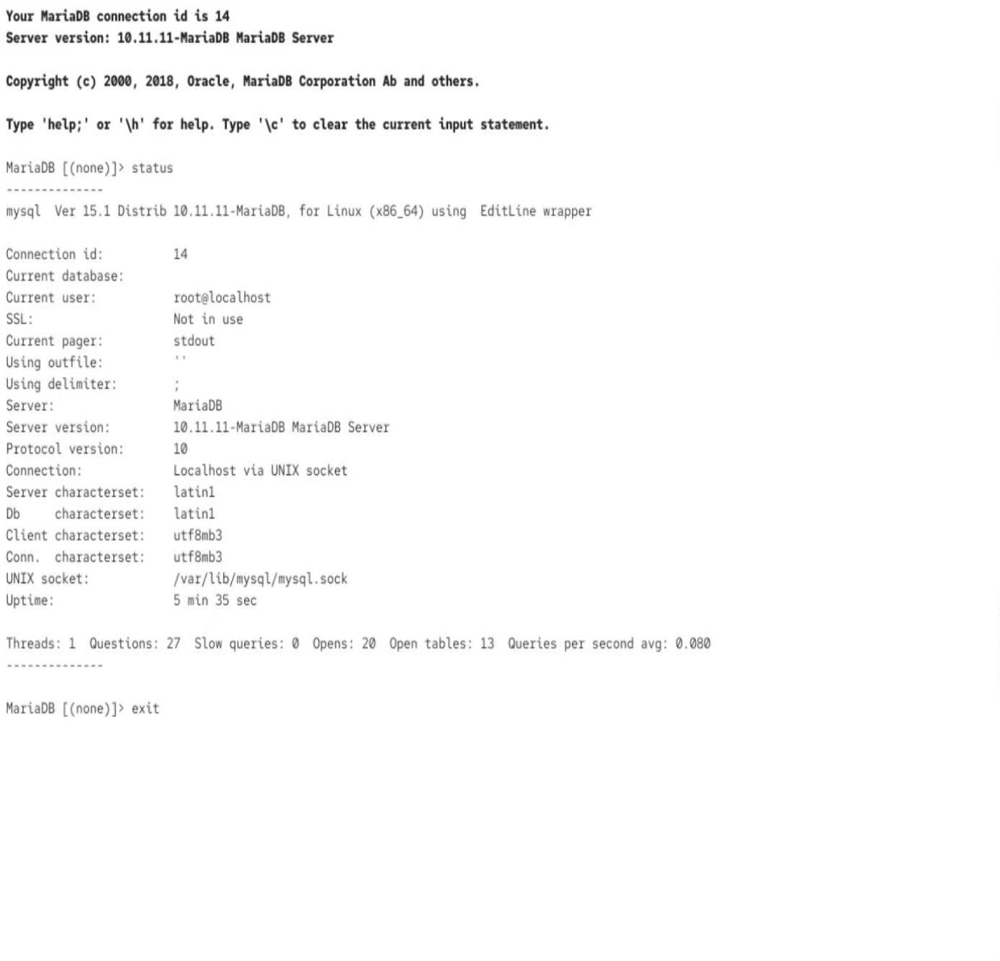 Your MariaDB connection id is 14
Server version: 10.11.11-MariaDB MariaDB Server
Copyright (c) 2000, 2018, Oracle, MariaDB Corporation Ab and others.
Type 'help;' or '\h' for help. Type '\c' to clear the current input statement.
MariaDB [(none)]> status
--------------
mysql  Ver 15.1 Distrib 10.11.11-MariaDB, for Linux (x86_64) using  EditLine wrapper
Connection id:          14
Current database:
Current user:           root@localhost
SSL:                    Not in use
Current pager:          stdout
Using outfile:          ''
Using delimiter:        ;
Server:                 MariaDB
Server version:         10.11.11-MariaDB MariaDB Server
Protocol version:       10
Connection:             Localhost via UNIX socket
Server characterset:    latin1
Db     characterset:    latin1
Client characterset:    utf8mb3
Conn.  characterset:    utf8mb3
UNIX socket:            /var/lib/mysql/mysql.sock
Uptime:                 5 min 35 sec
Threads: 1  Questions: 27  Slow queries: 0  Opens: 20  Open tables: 13  Queries per second avg: 0.080
--------------
MariaDB [(none)]> exit